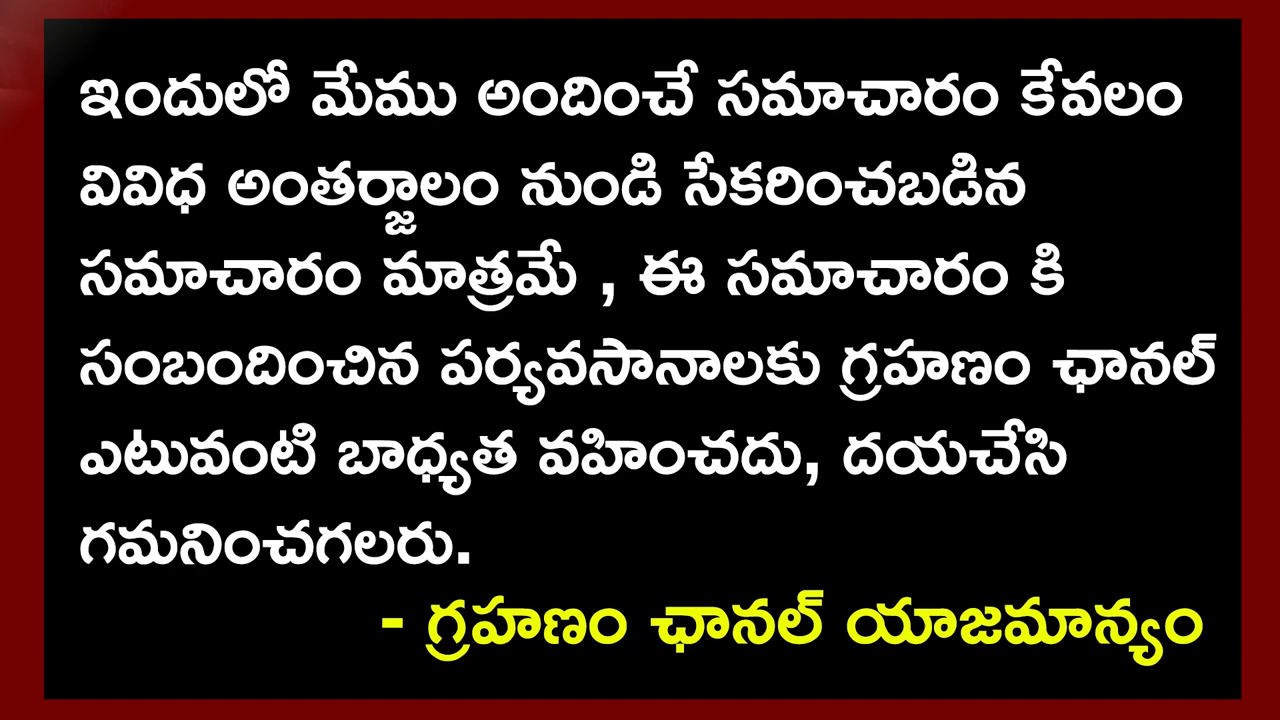 ఇందులో మేము అందించే సమాచారం కేవలం
వివిధ అంతర్జాలం నుండి సేకరించబడిన
సమాచారం మాత్రమే , ఈ సమాచారం కి
సంబందించిన పర్యవసానాలకు గ్రహణం ఛానల్
ఎటువంటి బాధ్యత వహించదు, దయచేసి
గమనించగలరు.
- గ్రహణం ఛానల్ యాజమాన్యం